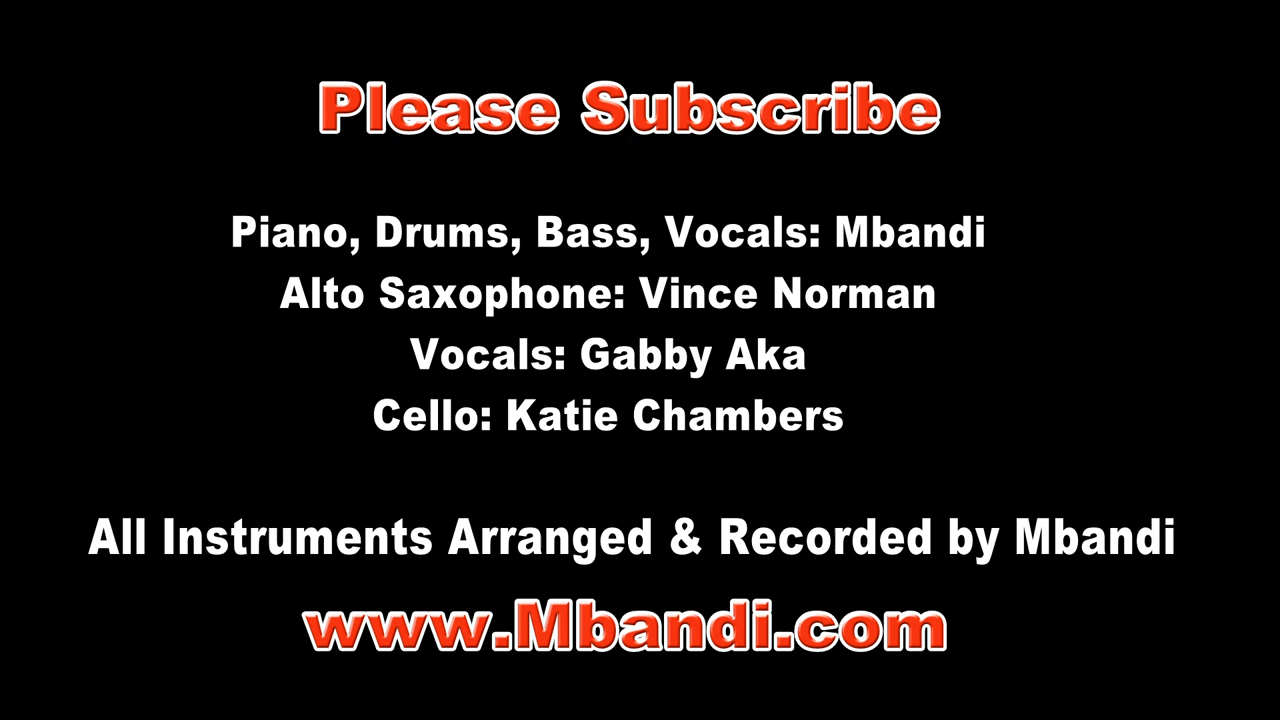 Please Subscribe
Piano, Drums, Bass, Vocals: Mbandi
Alto Saxophone: Vince Norman
Vocals: Gabby Aka
Cello: Katie Chambers
All Instruments Arranged & Recorded by Mbandi
www.Mbandi.com